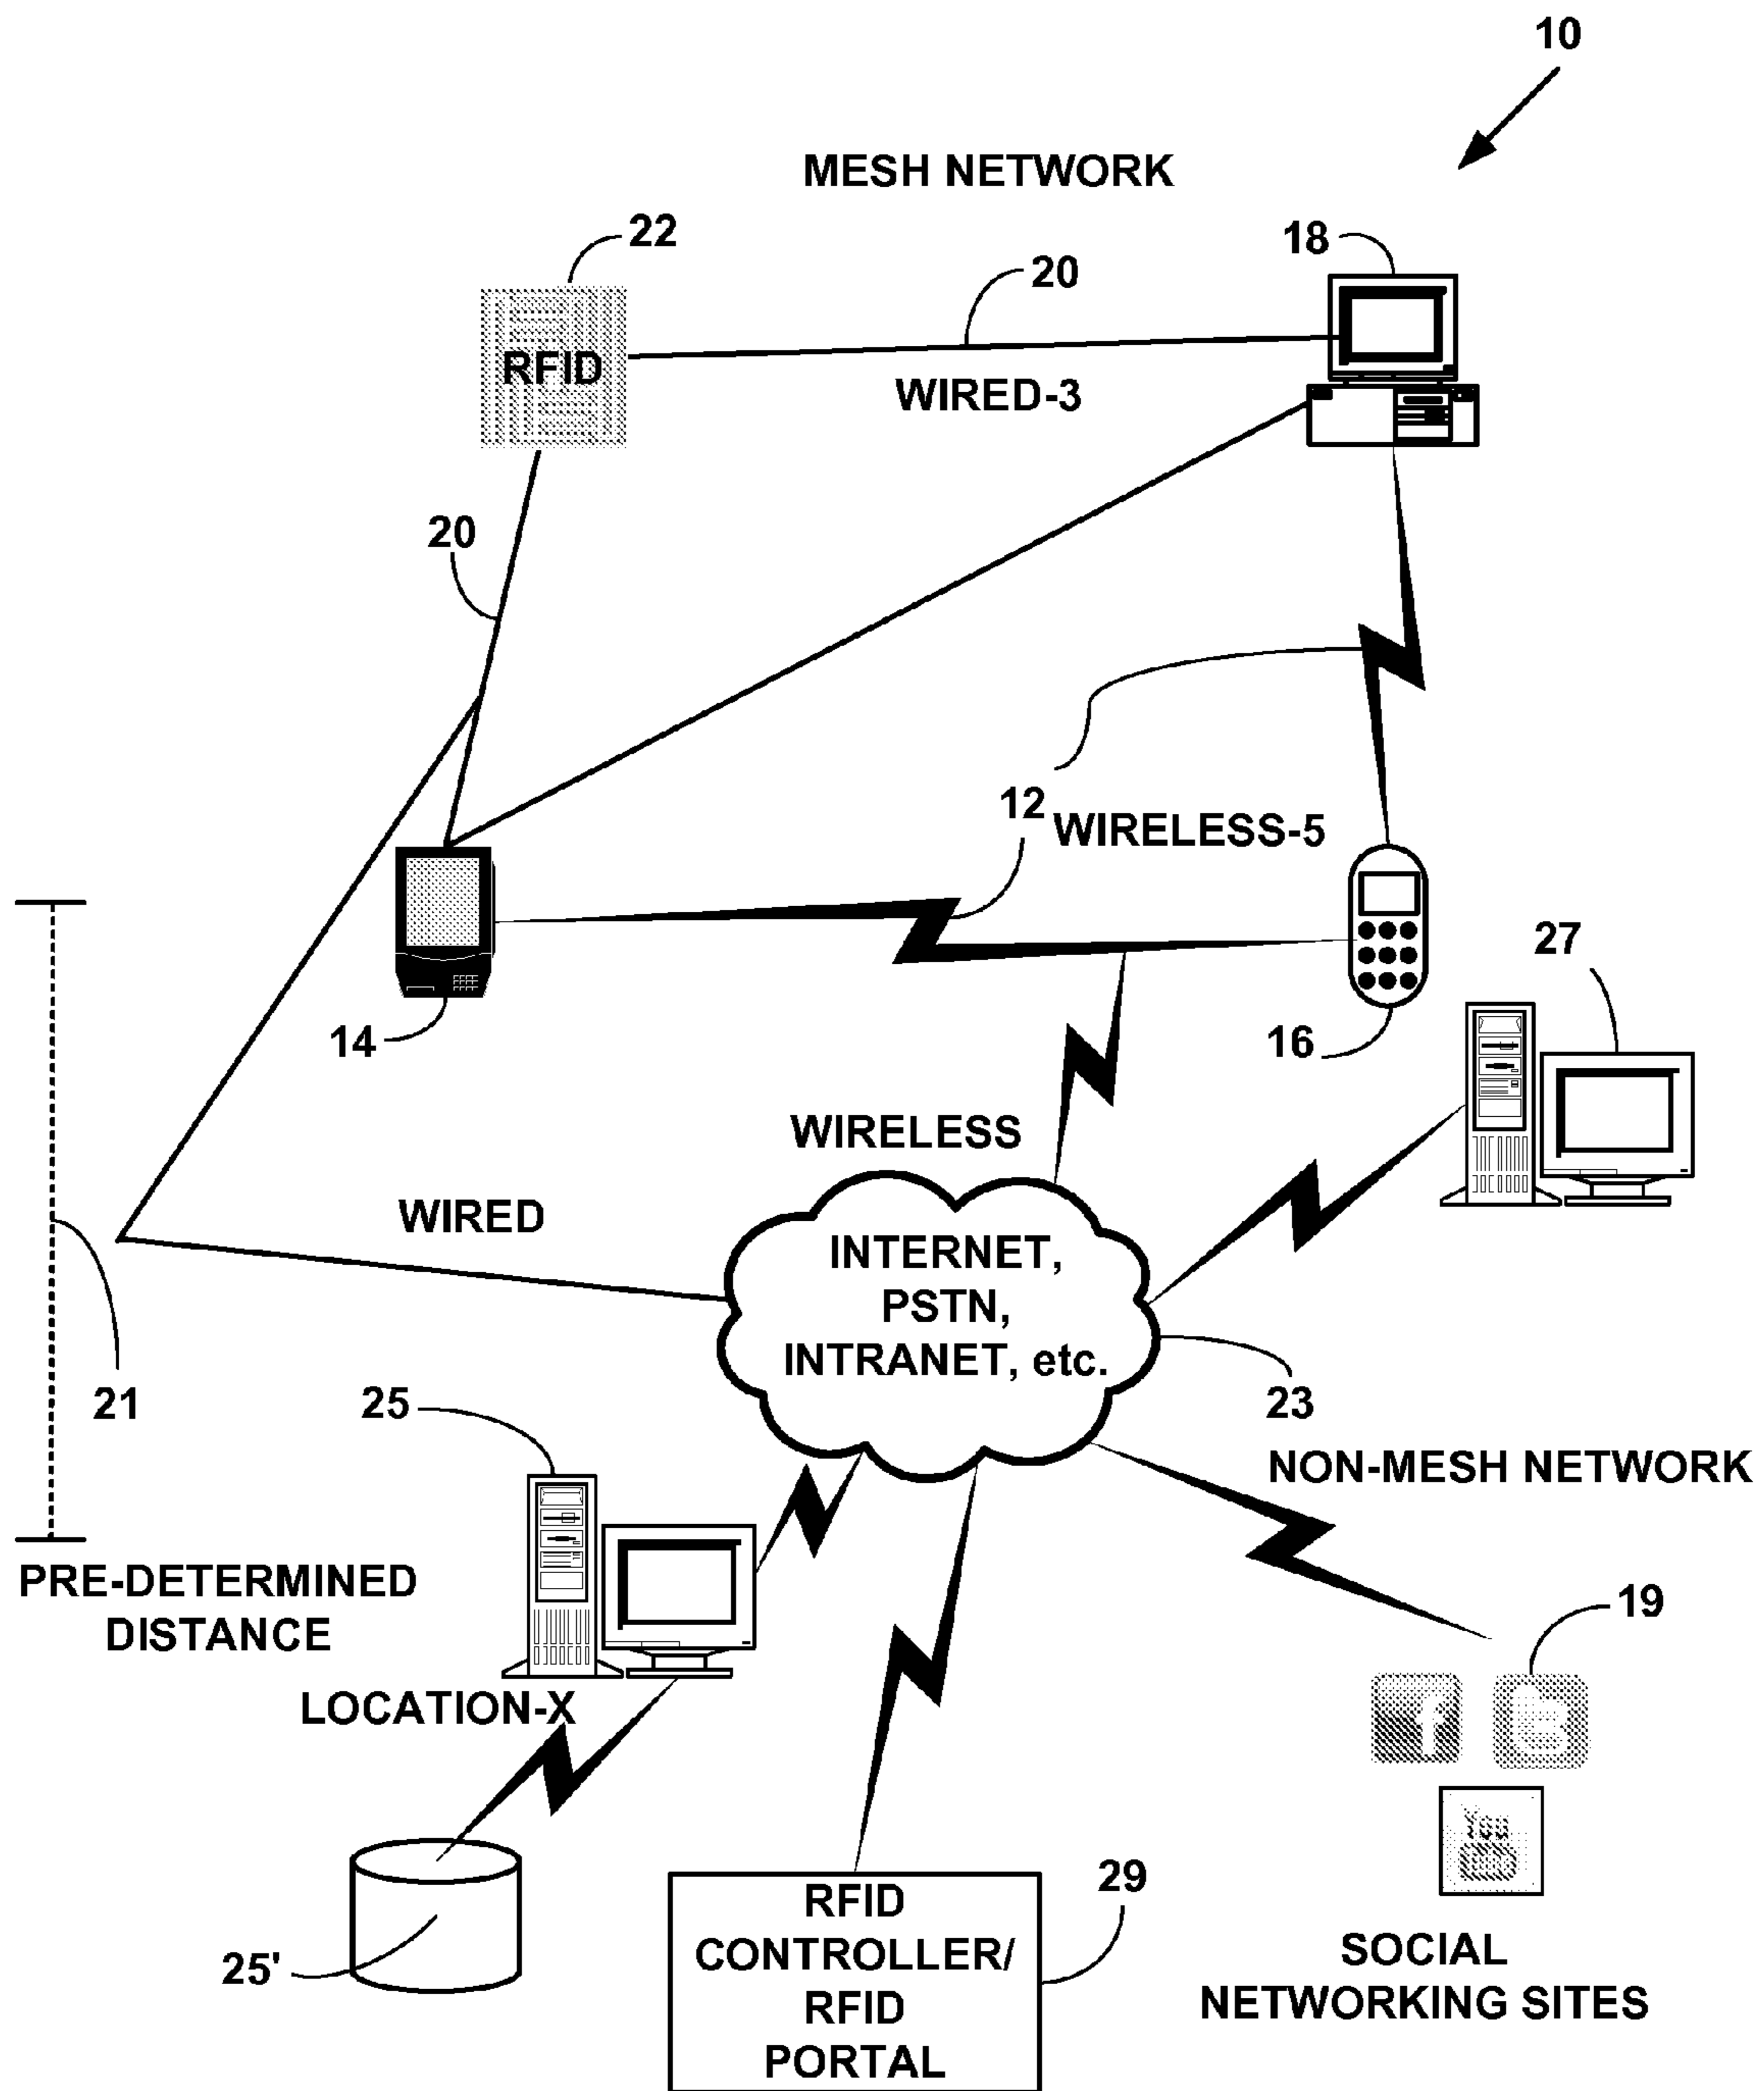 10
MESH NETWORK
22
18
20
RFID
WIRED-3
20
12
WIRELESS-5
27
14
16
WIRELESS
WIRED
INTERNET,
PSTN,
INTRANET, etc.
21
25
23
NON-MESH NETWORK
PRE-DETERMINED
DISTANCE
19
LOCATION-X
f
t
You
Tube
29
RFID
CONTROLLER/
RFID
PORTAL
25'
SOCIAL
NETWORKING SITES